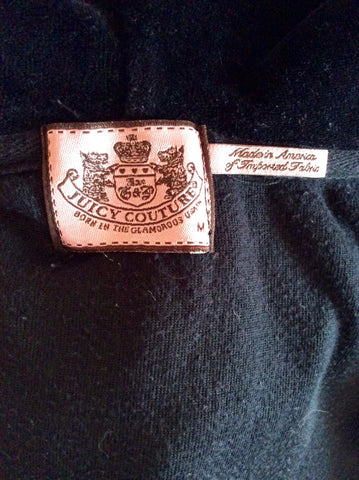 G&P
JUICY COUTURE
BORN IN THE GLAMOROUS USA
M
Made in America
of Imported Fabric